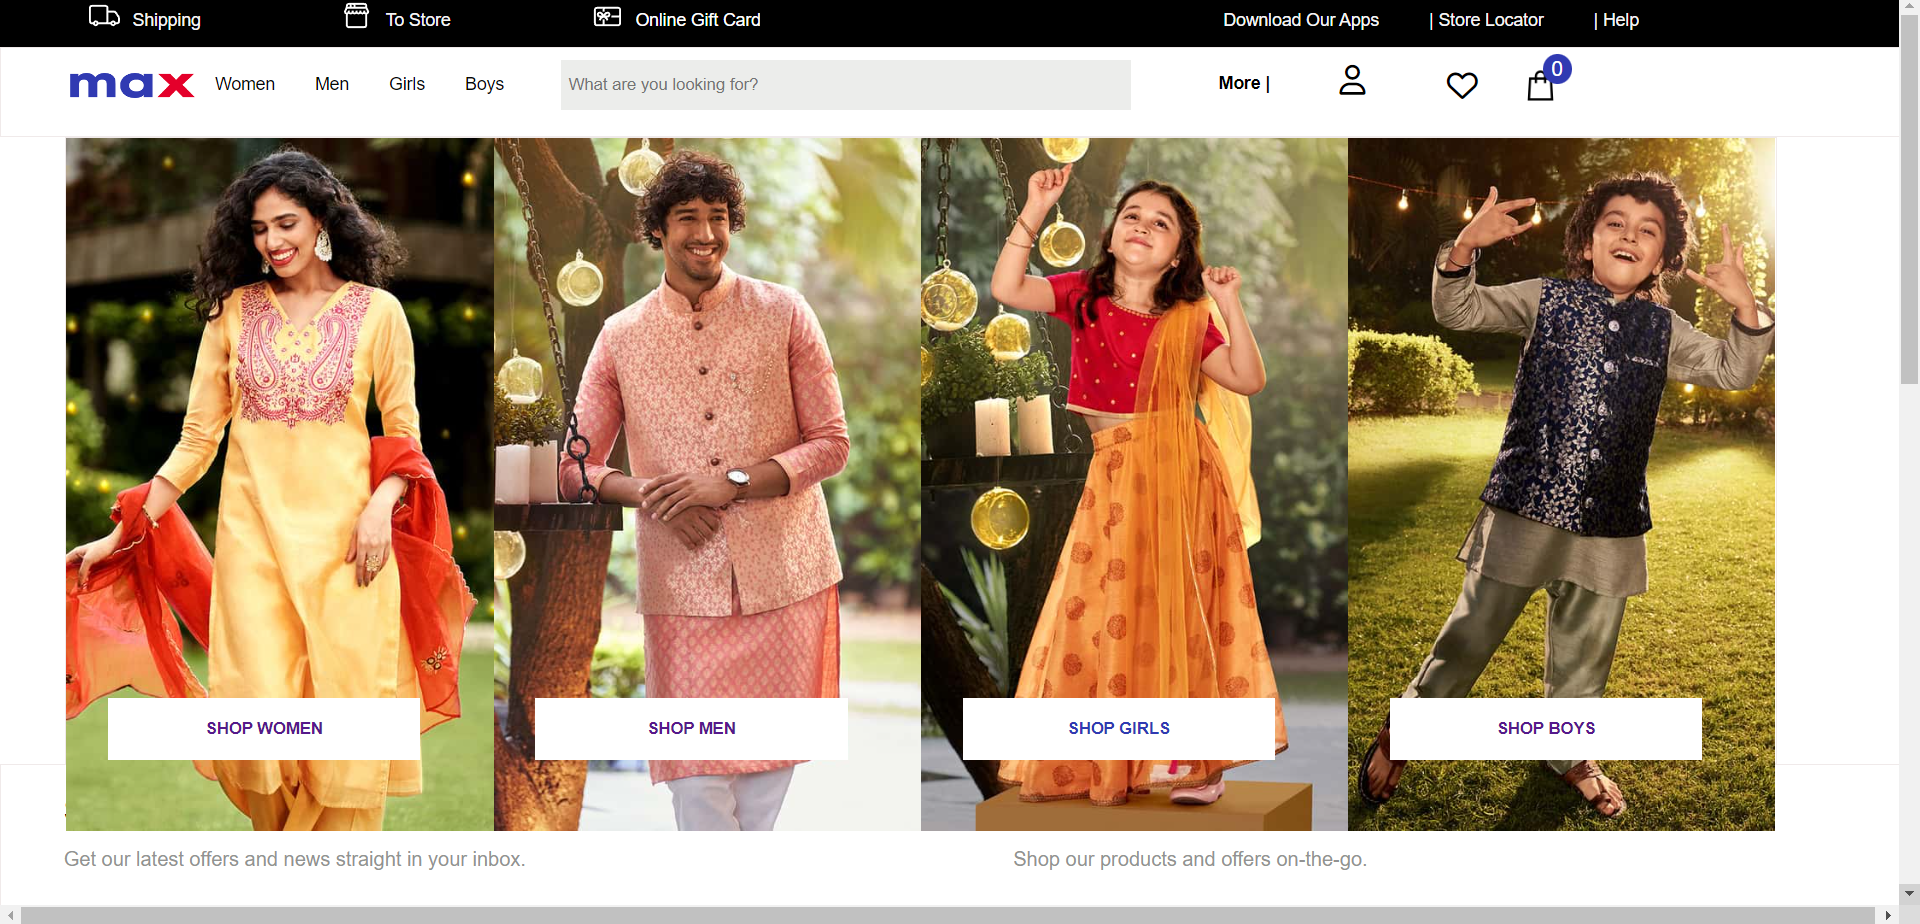 Shipping
To Store
Online Gift Card
Download Our Apps
| Store Locator
| Help
max
Women
Men
Girls
Boys
What are you looking for?
More |
0
SHOP WOMEN
SHOP MEN
SHOP GIRLS
SHOP BOYS
Get our latest offers and news straight in your inbox.
Shop our products and offers on-the-go.